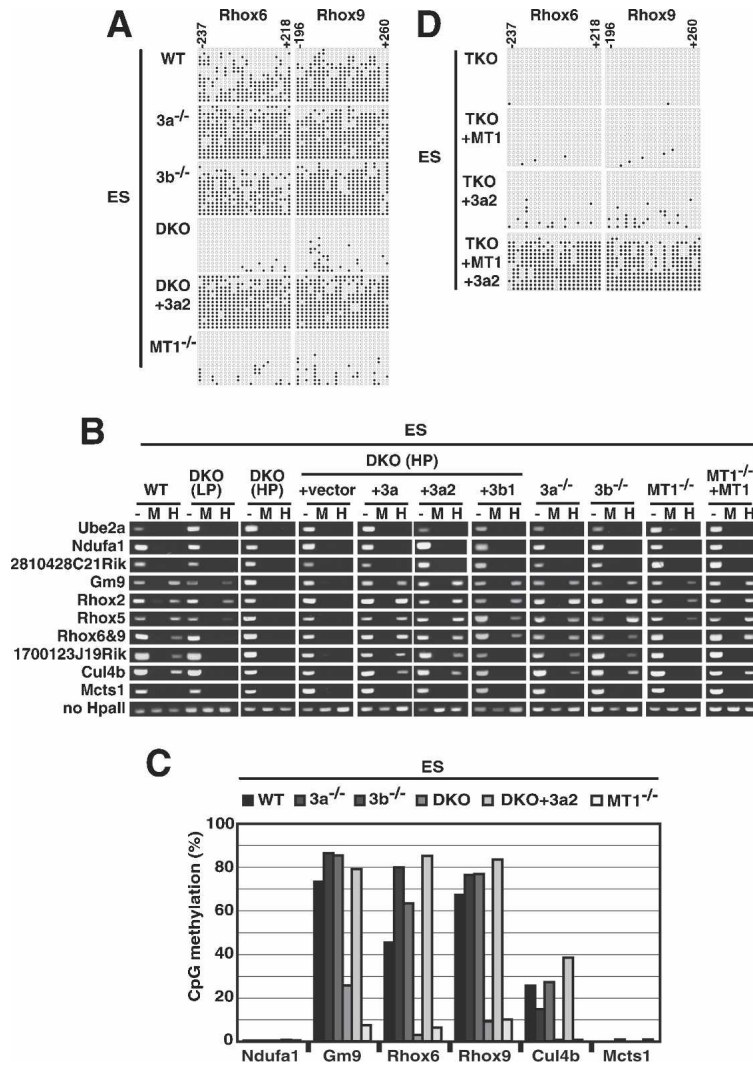 A
Rhox6 Rhox9
-237 +218 -196 +260
WT
3a-/-
3b-/-
ES
DKO
DKO
+3a2
MT1-/-
D
Rhox6 Rhox9
-237 +218 -196 +260
TKO
TKO
+MT1
ES
TKO
+3a2
TKO
+MT1
+3a2
B
ES
DKO (HP)
WT DKO (LP) DKO (HP) +vector +3a +3a2 +3b1 3a-/- 3b-/- MT1-/- MT1-/- +MT1
- M H - M H - M H - M H - M H - M H - M H - M H - M H - M H - M H
Ube2a
Ndufa1
2810428C21Rik
Gm9
Rhox2
Rhox5
Rhox6&9
1700123J19Rik
Cul4b
Mcts1
no HpaII
C
ES
WT 3a-/- 3b-/- DKO DKO+3a2 MT1-/-
CpG methylation (%)
100
80
60
40
20
0
Ndufa1 Gm9 Rhox6 Rhox9 Cul4b Mcts1